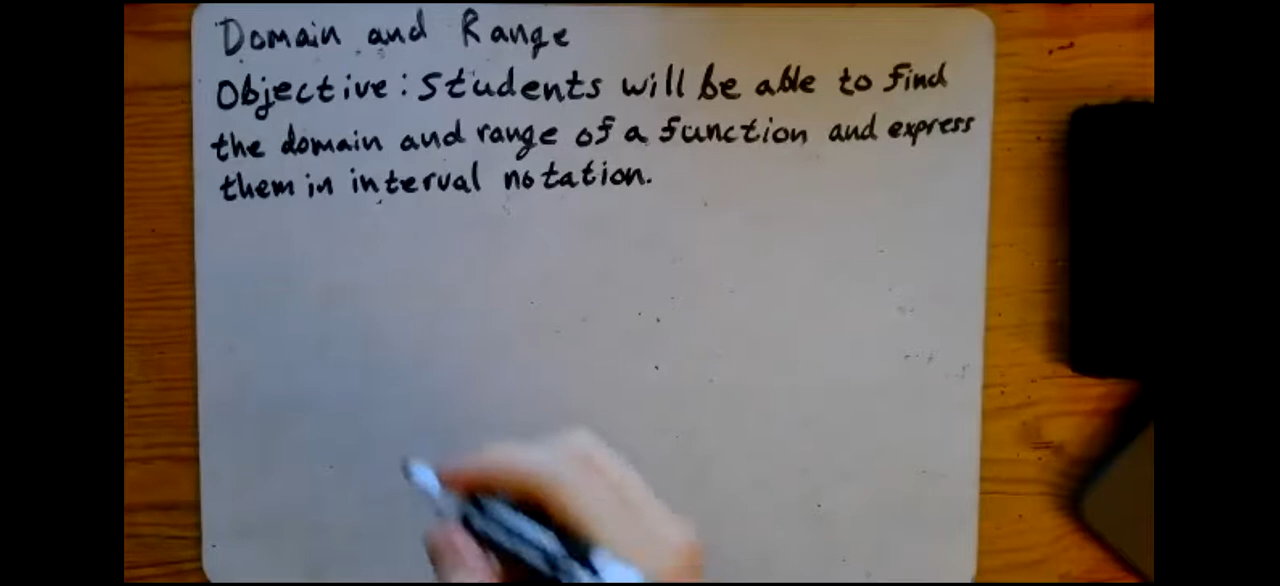 Domain and Range
Objective: Students will be able to find
the domain and range of a function and express
them in interval notation.